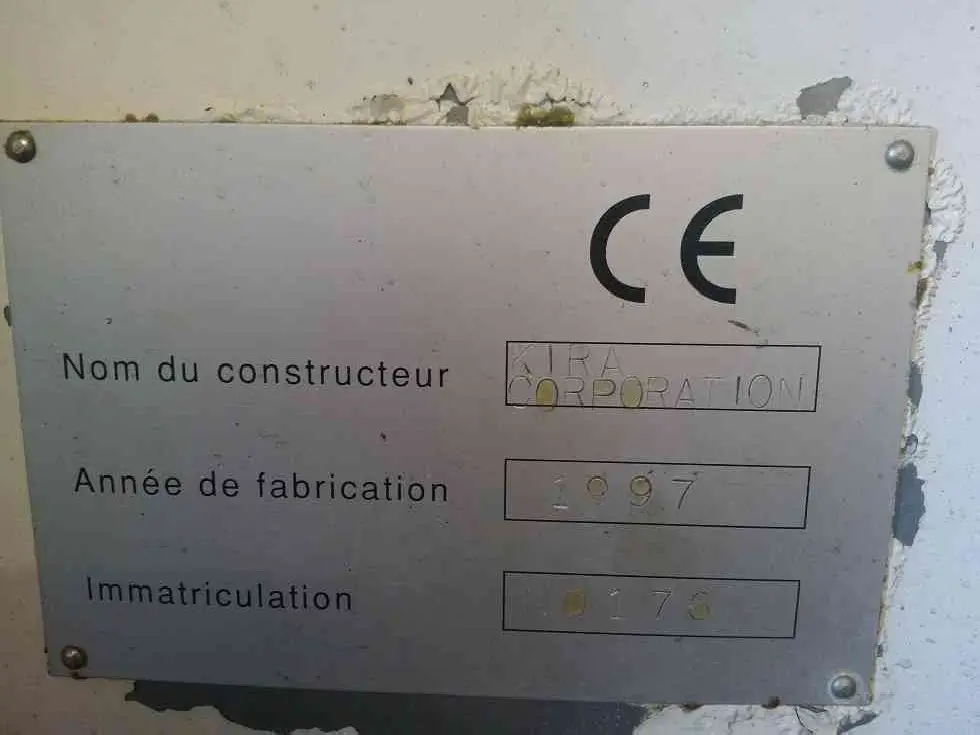 CE
Nom du constructeur KIRA
CORPORATION
Année de fabrication 1997
Immatriculation